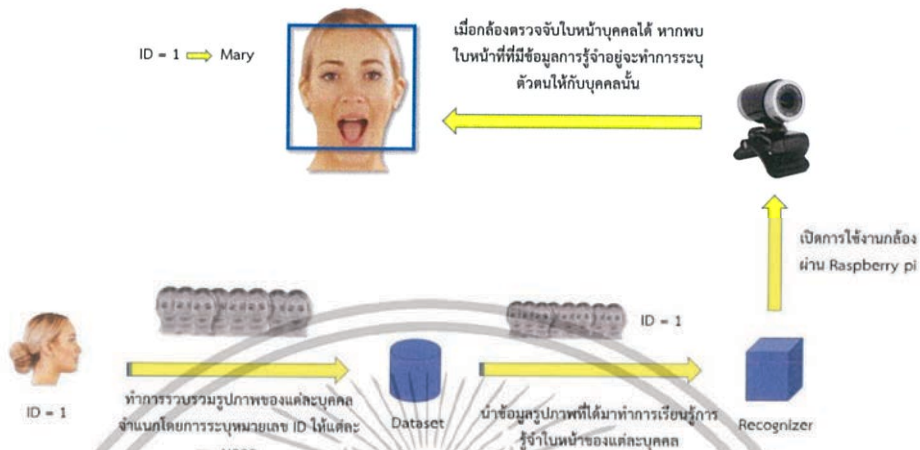 ID = 1 Mary
เมื่อกล้องตรวจจับใบหน้าบุคคลได้ หากพบ
ใบหน้าที่ที่มีข้อมูลการรู้จำอยู่จะทำการระบุ
ตัวตนให้กับบุคคลนั้น
เปิดการใช้งานกล้อง
ผ่าน Raspberry pi
ID = 1
ID = 1
ทำการรวบรวมรูปภาพของแต่ละบุคคล
จำแนกโดยการระบุหมายเลข ID ให้แต่ละ
Dataset
นำข้อมูลรูปภาพที่ได้มาทำการเรียนรู้การ
รู้จำใบหน้าของแต่ละบุคคล
Recognizer